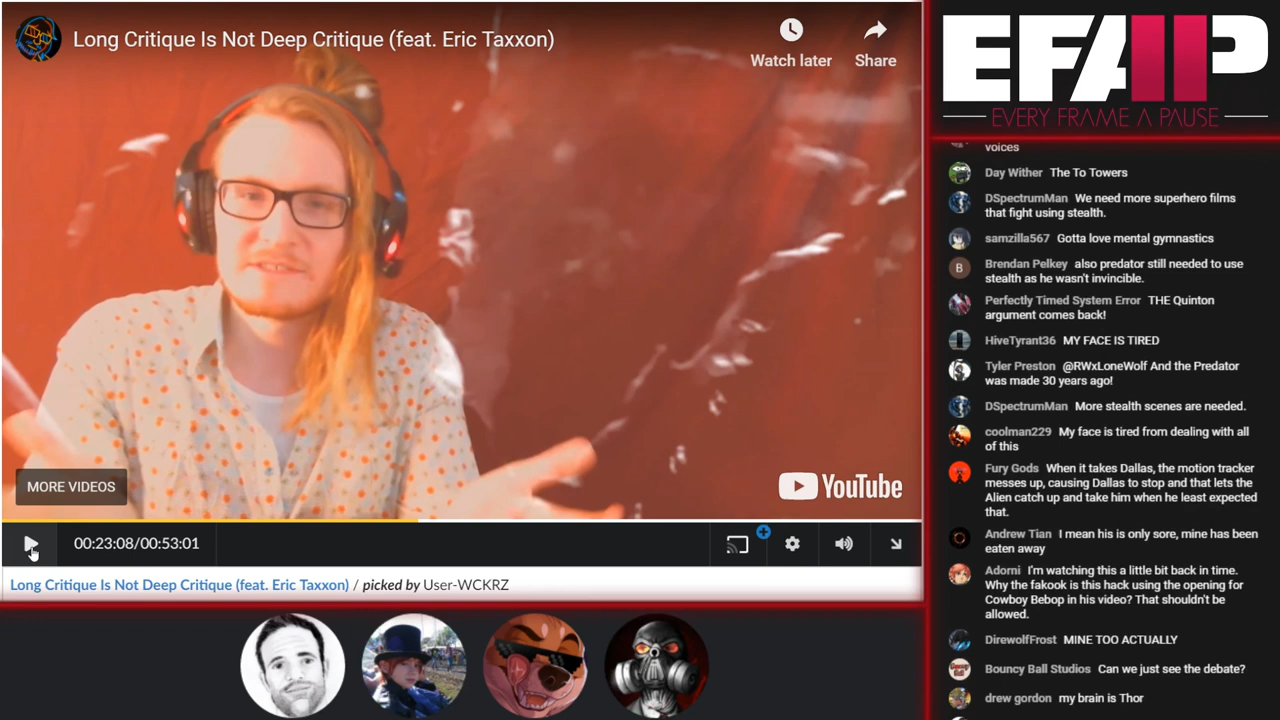 Long Critique Is Not Deep Critique (feat. Eric Taxxon)
Watch later
Share
MORE VIDEOS
YouTube
00:23:08/00:53:01
Long Critique Is Not Deep Critique (feat. Eric Taxxon) / picked by User-WCKRZ
EFAP
EVERY FRAME A PAUSE
voices
Day Wither The To Towers
DSpectrumMan We need more superhero films
that fight using stealth.
samzilla567 Gotta love mental gymnastics
B
Brendan Pelkey also predator still needed to use
stealth as he wasn't invincible.
Perfectly Timed System Error THE Quinton
argument comes back!
HiveTyrant36 MY FACE IS TIRED
Tyler Preston @RWxLoneWolf And the Predator
was made 30 years ago!
DSpectrumMan More stealth scenes are needed.
coolman229 My face is tired from dealing with all
of this
Fury Gods When it takes Dallas, the motion tracker
messes up, causing Dallas to stop and that lets the
Alien catch up and take him when he least expected
that.
Andrew Tian I mean his is only sore, mine has been
eaten away
Adorni I'm watching this a little bit back in time.
Why the fakook is this hack using the opening for
Cowboy Bebop in his video? That shouldn't be
allowed.
DirewolfFrost MINE TOO ACTUALLY
Bouncy Ball Studios Can we just see the debate?
drew gordon my brain is Thor